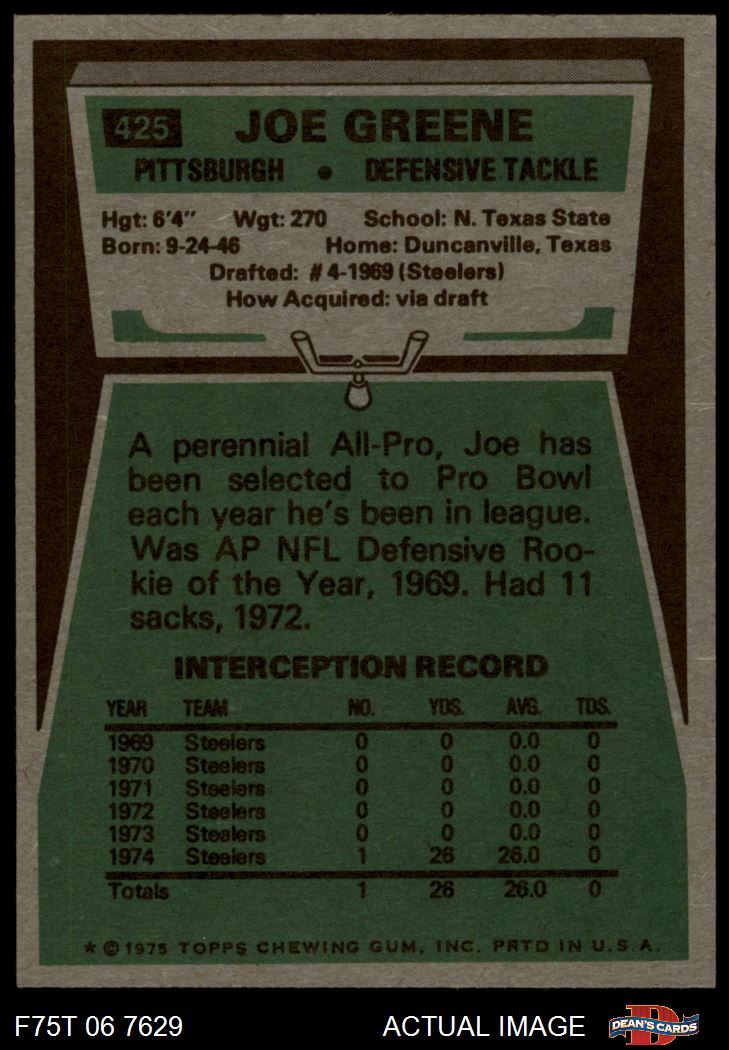 425 JOE GREENE
PITTSBURGH • DEFENSIVE TACKLE
Hgt: 6'4" Wgt: 270 School: N. Texas State
Born: 9-24-46 Home: Duncanville, Texas
Drafted: #4-1969 (Steelers)
How Acquired: via draft
A perennial All-Pro, Joe has
been selected to Pro Bowl
each year he's been in league.
Was AP NFL Defensive Roo-
kie of the Year, 1969. Had 11
sacks, 1972.
INTERCEPTION RECORD
YEAR TEAM NO. YDS. AVG. TDS.
1969 Steelers 0 0 0.0 0
1970 Steelers 0 0 0.0 0
1971 Steelers 0 0 0.0 0
1972 Steelers 0 0 0.0 0
1973 Steelers 0 0 0.0 0
1974 Steelers 1 26 26.0 0
Totals 1 26 26.0 0
* © 1975 TOPPS CHEWING GUM, INC. PRTD IN U.S.A.
F75T 06 7629 ACTUAL IMAGE D DEAN'S CARDS